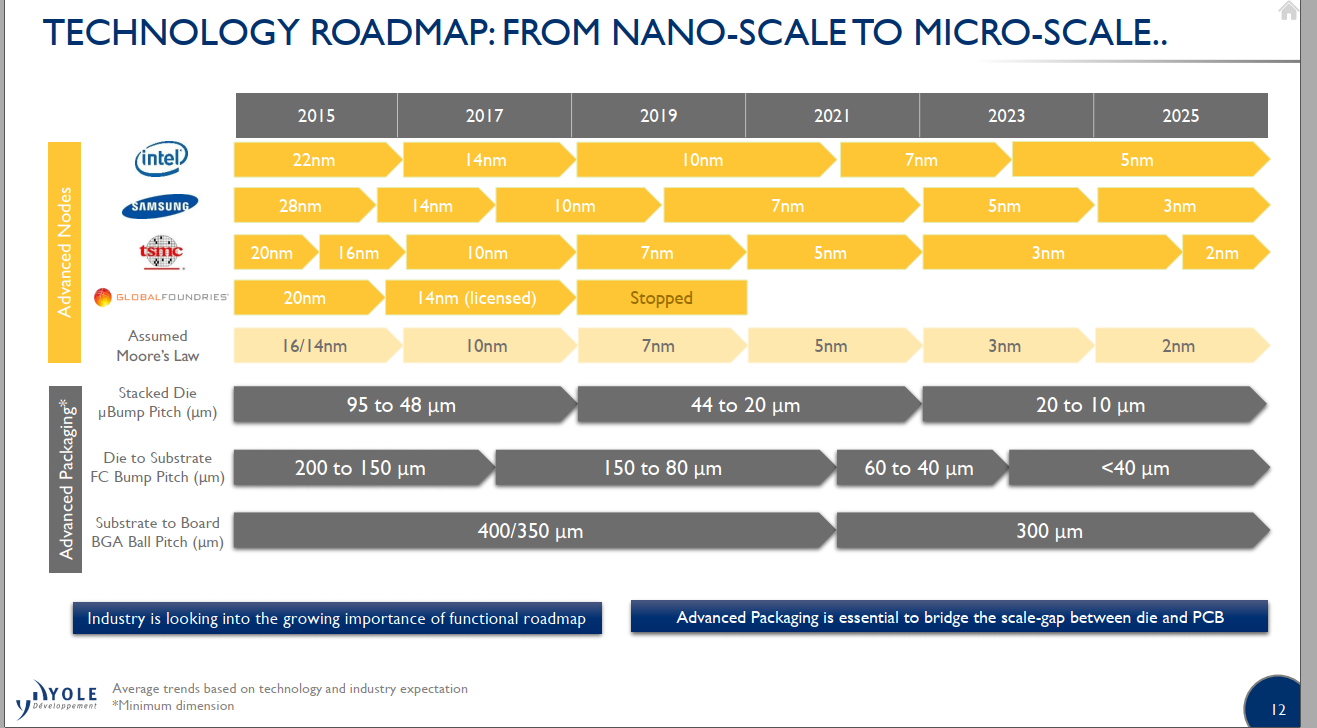 TECHNOLOGY ROADMAP: FROM NANO-SCALE TO MICRO-SCALE..
2015 2017 2019 2021 2023 2025
Advanced Nodes
intel 22nm 14nm 10nm 7nm 5nm
SAMSUNG 28nm 14nm 10nm 7nm 5nm 3nm
tsmc 20nm 16nm 10nm 7nm 5nm 3nm 2nm
GLOBALFOUNDRIES 20nm 14nm (licensed) Stopped
Assumed
Moore's Law 16/14nm 10nm 7nm 5nm 3nm 2nm
Advanced Packaging*
Stacked Die
µBump Pitch (µm) 95 to 48 µm 44 to 20 µm 20 to 10 µm
Die to Substrate
FC Bump Pitch (µm) 200 to 150 µm 150 to 80 µm 60 to 40 µm <40 µm
Substrate to Board
BGA Ball Pitch (µm) 400/350 µm 300 µm
Industry is looking into the growing importance of functional roadmap
Advanced Packaging is essential to bridge the scale-gap between die and PCB
YOLE
Développement
Average trends based on technology and industry expectation
*Minimum dimension
12